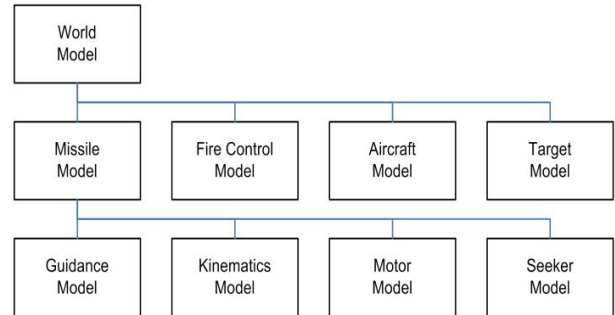 World
Model
Missile
Model
Fire Control
Model
Aircraft
Model
Target
Model
Guidance
Model
Kinematics
Model
Motor
Model
Seeker
Model